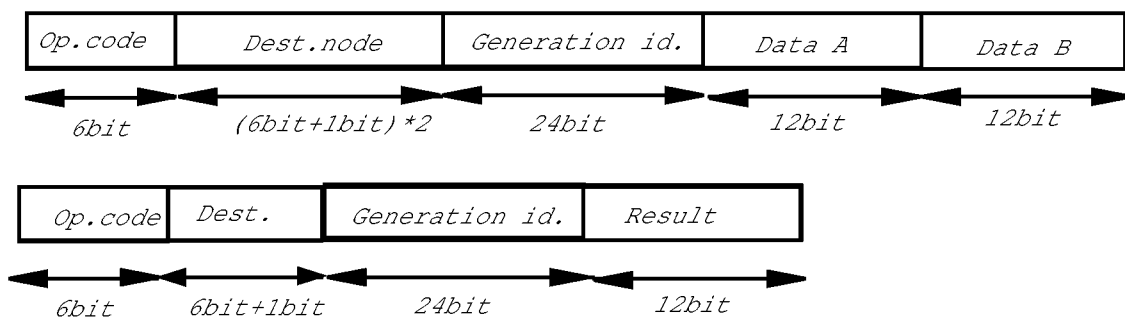 Op.code Dest.node Generation id. Data A Data B
6bit (6bit+1bit)*2 24bit 12bit 12bit
Op.code Dest. Generation id. Result
6bit 6bit+1bit 24bit 12bit